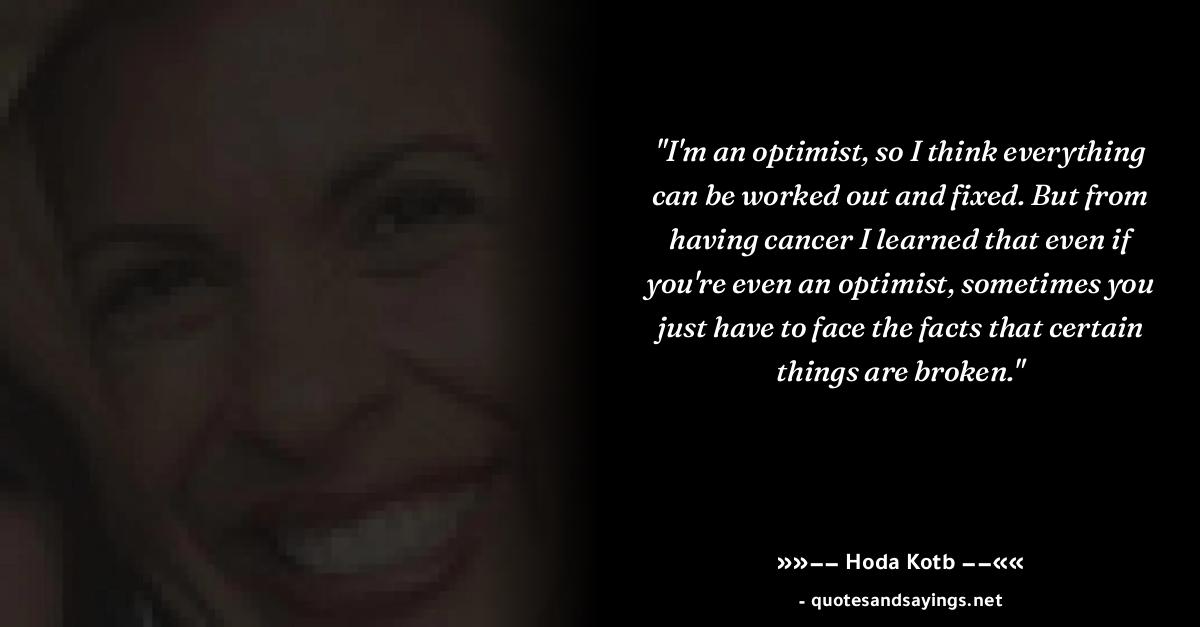 "I'm an optimist, so I think everything
can be worked out and fixed. But from
having cancer I learned that even if
you're even an optimist, sometimes you
just have to face the facts that certain
things are broken."
»»–– Hoda Kotb ––««
- quotesandsayings.net